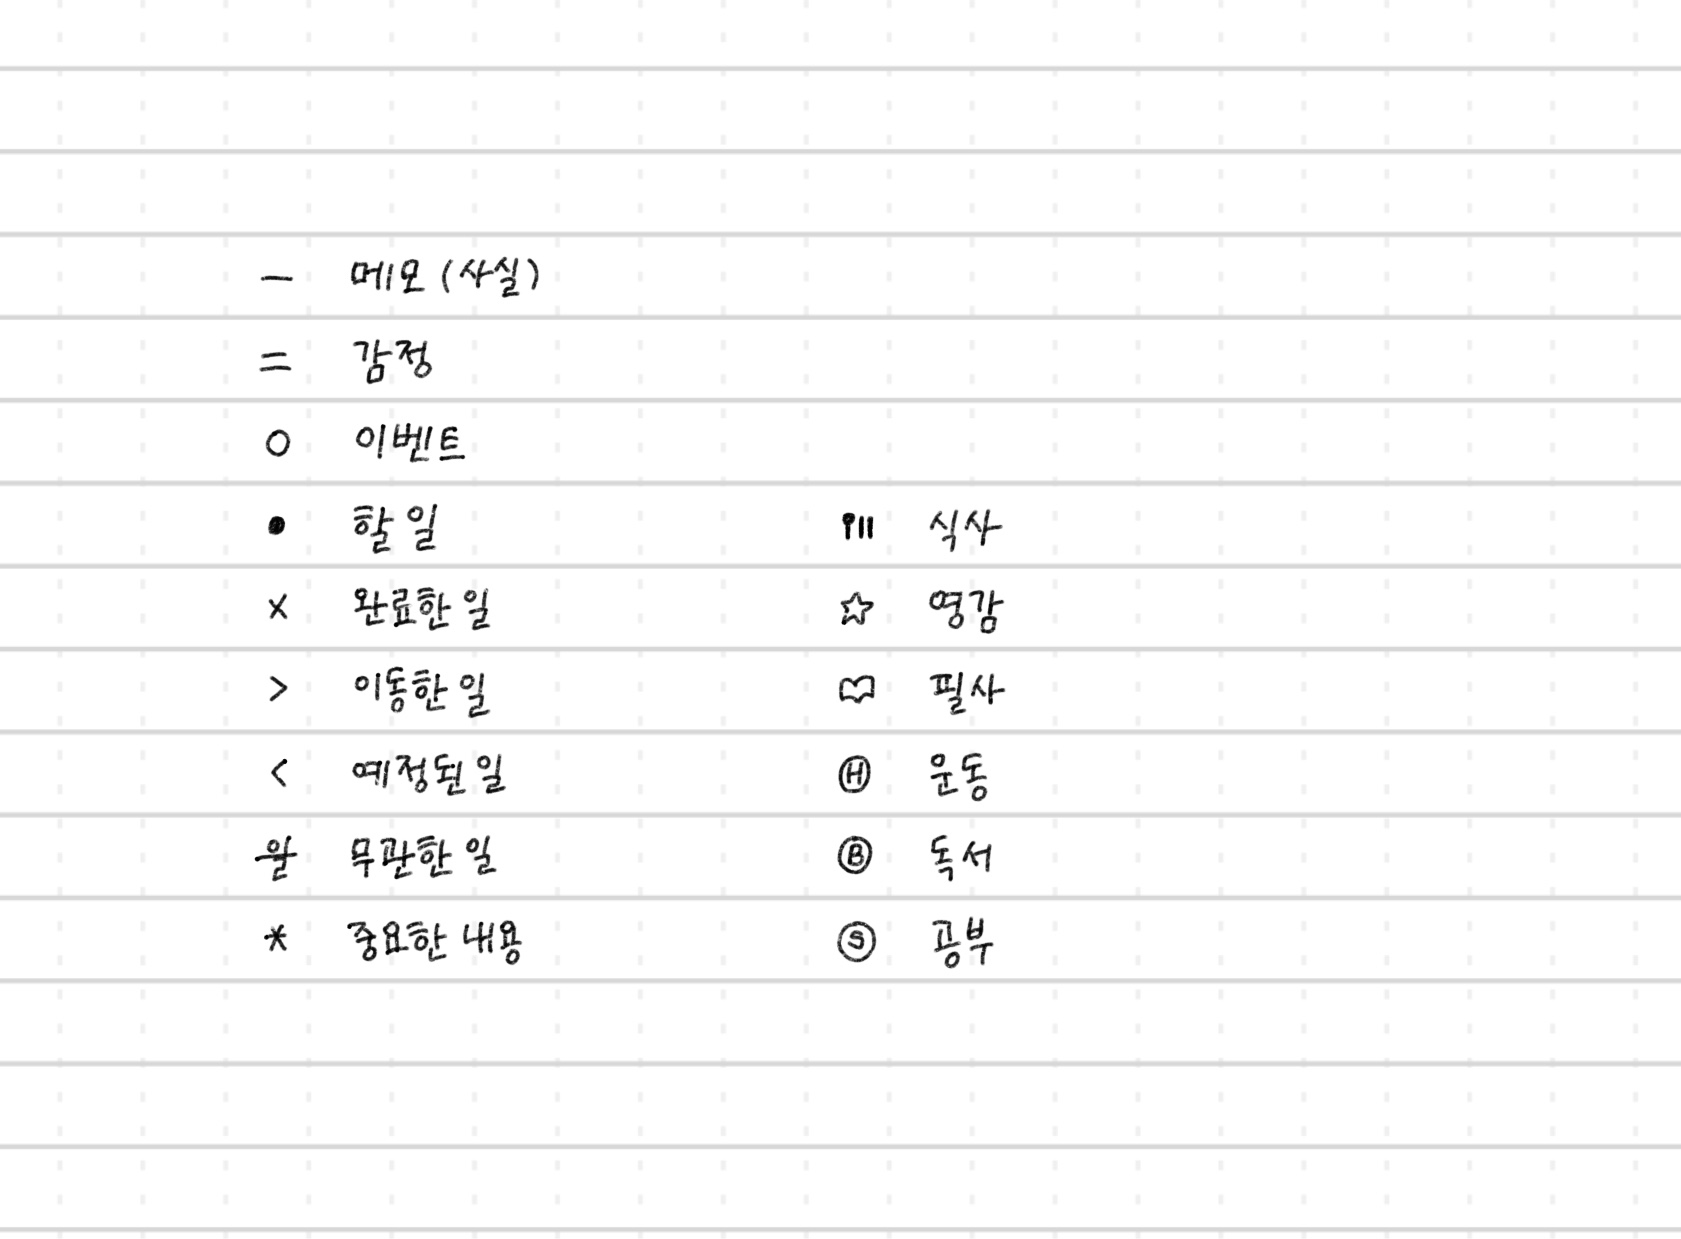 — 메모 (사실)
= 감정
○ 이벤트
● 할 일
× 완료한 일
> 이동한 일
< 예정된 일
일 무관한 일
* 중요한 내용
식사
☆ 영감
필사
Ⓗ 운동
Ⓑ 독서
Ⓢ 공부